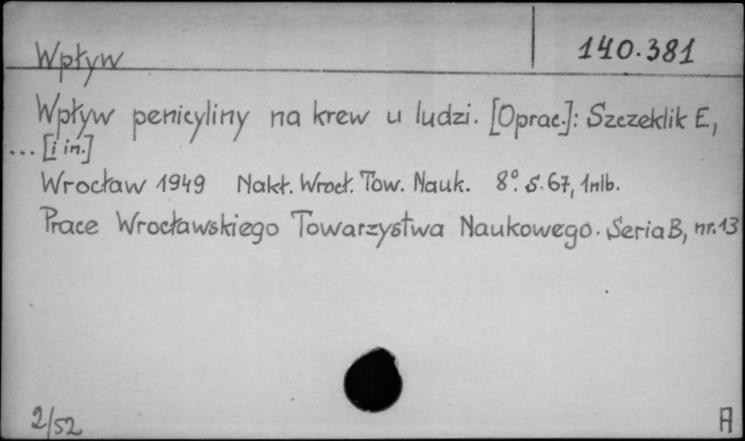 Wpływ 140.381
Wpływ penicyliny na krew u ludzi. [Oprac.]: Szczeklik E.,
... [i in.]
Wrocław 1949 Nakł. Wrocł. Tow. Nauk. 8° S. 67, 1nlb.
Prace Wrocławskiego Towarzystwa Naukowego. Seria B, nr. 13
2/52 A